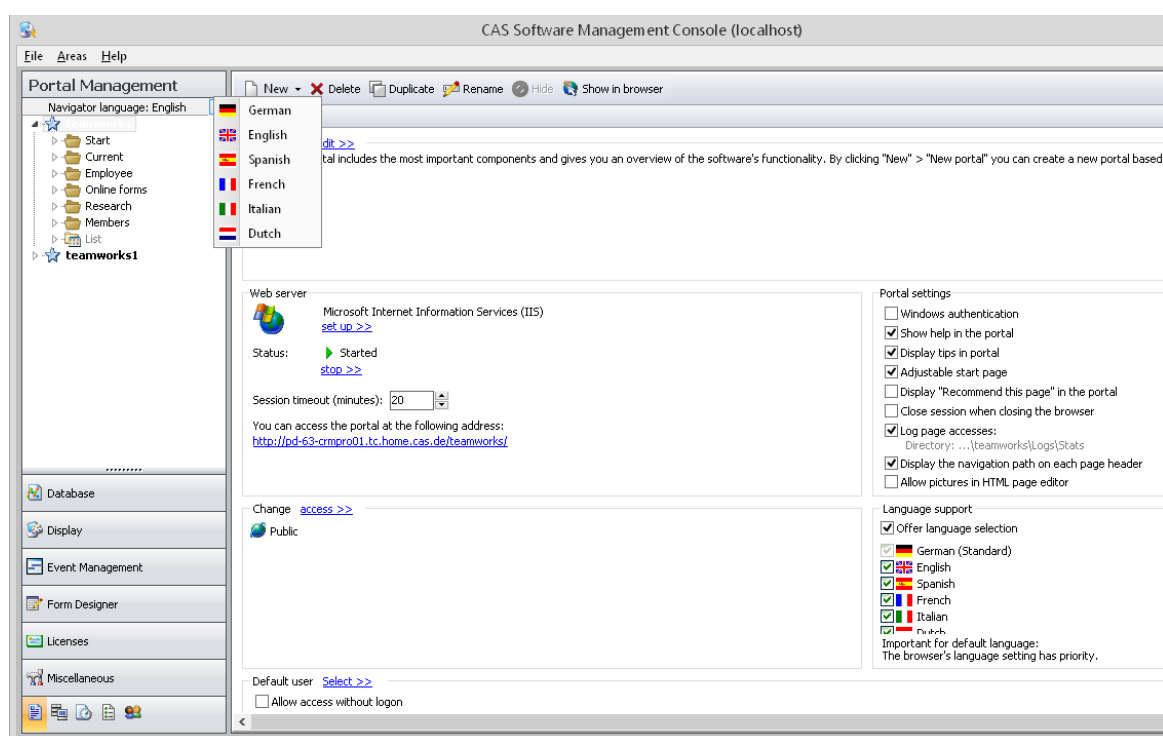 CAS Software Management Console (localhost)
File Areas Help
Portal Management
Navigator language: English
teamworks
Start
Current
Employee
Online forms
Research
Members
List
teamworks1
German
English
Spanish
French
Italian
Dutch
New Delete Duplicate Rename Hide Show in browser
dit >>
tal includes the most important components and gives you an overview of the software's functionality. By clicking "New" > "New portal" you can create a new portal based
Web server
Microsoft Internet Information Services (IIS)
set up >>
Status: Started
stop >>
Session timeout (minutes): 20
You can access the portal at the following address:
http://pd-63-crmpro01.tc.home.cas.de/teamworks/
Portal settings
Windows authentication
Show help in the portal
Display tips in portal
Adjustable start page
Display "Recommend this page" in the portal
Close session when closing the browser
Log page accesses:
Directory: ...\teamworks\Logs\Stats
Display the navigation path on each page header
Allow pictures in HTML page editor
Change access >>
Public
Language support
Offer language selection
German (Standard)
English
Spanish
French
Italian
Dutch
Important for default language:
The browser's language setting has priority.
Default user Select >>
Allow access without logon
Database
Display
Event Management
Form Designer
Licenses
Miscellaneous